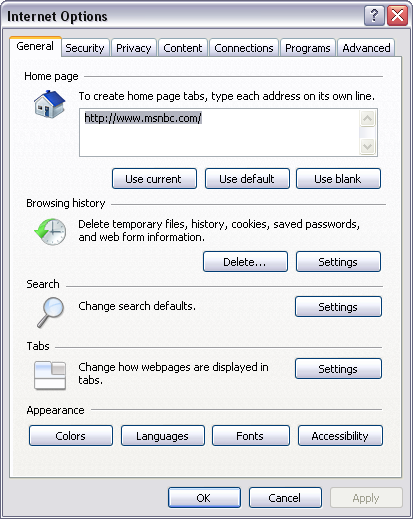 Internet Options
General Security Privacy Content Connections Programs Advanced
Home page
To create home page tabs, type each address on its own line.
http://www.msnbc.com/
Use current Use default Use blank
Browsing history
Delete temporary files, history, cookies, saved passwords,
and web form information.
Delete... Settings
Search
Change search defaults. Settings
Tabs
Change how webpages are displayed in
tabs.
Settings
Appearance
Colors Languages Fonts Accessibility
OK Cancel Apply